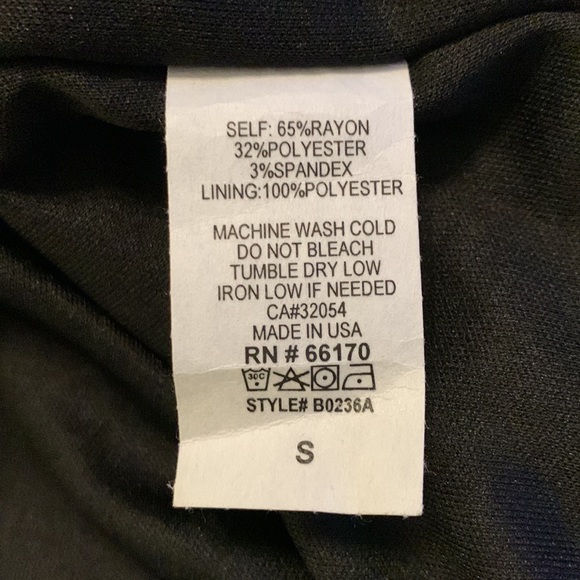 SELF: 65%RAYON
32%POLYESTER
3%SPANDEX
LINING:100%POLYESTER
MACHINE WASH COLD
DO NOT BLEACH
TUMBLE DRY LOW
IRON LOW IF NEEDED
CA#32054
MADE IN USA
RN # 66170
30C
STYLE# B0236A
S